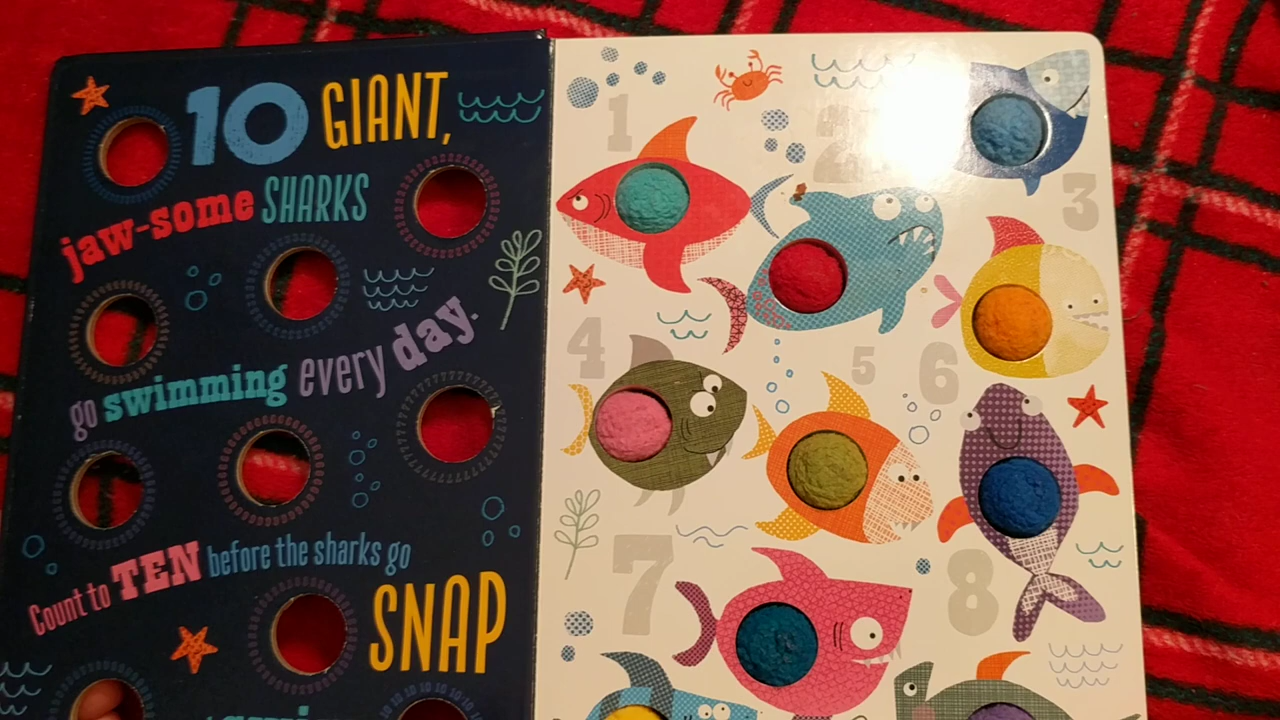 10 GIANT,
jaw-some SHARKS
go swimming every day.
Count to TEN before the sharks go
SNAP
1
2
3
4
5
6
7
8